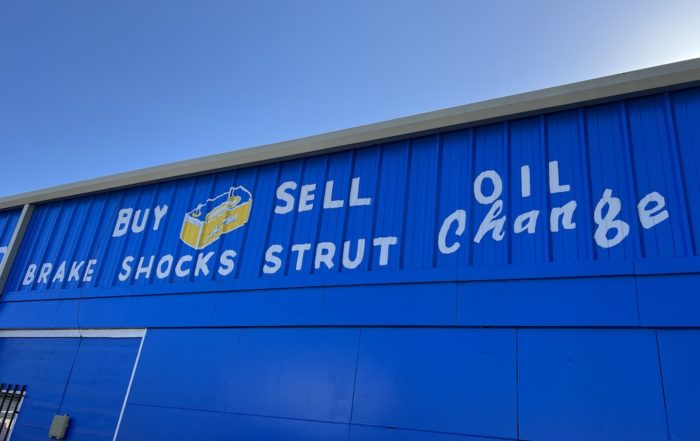 BUY SELL OIL
BRAKE SHOCKS STRUT Change